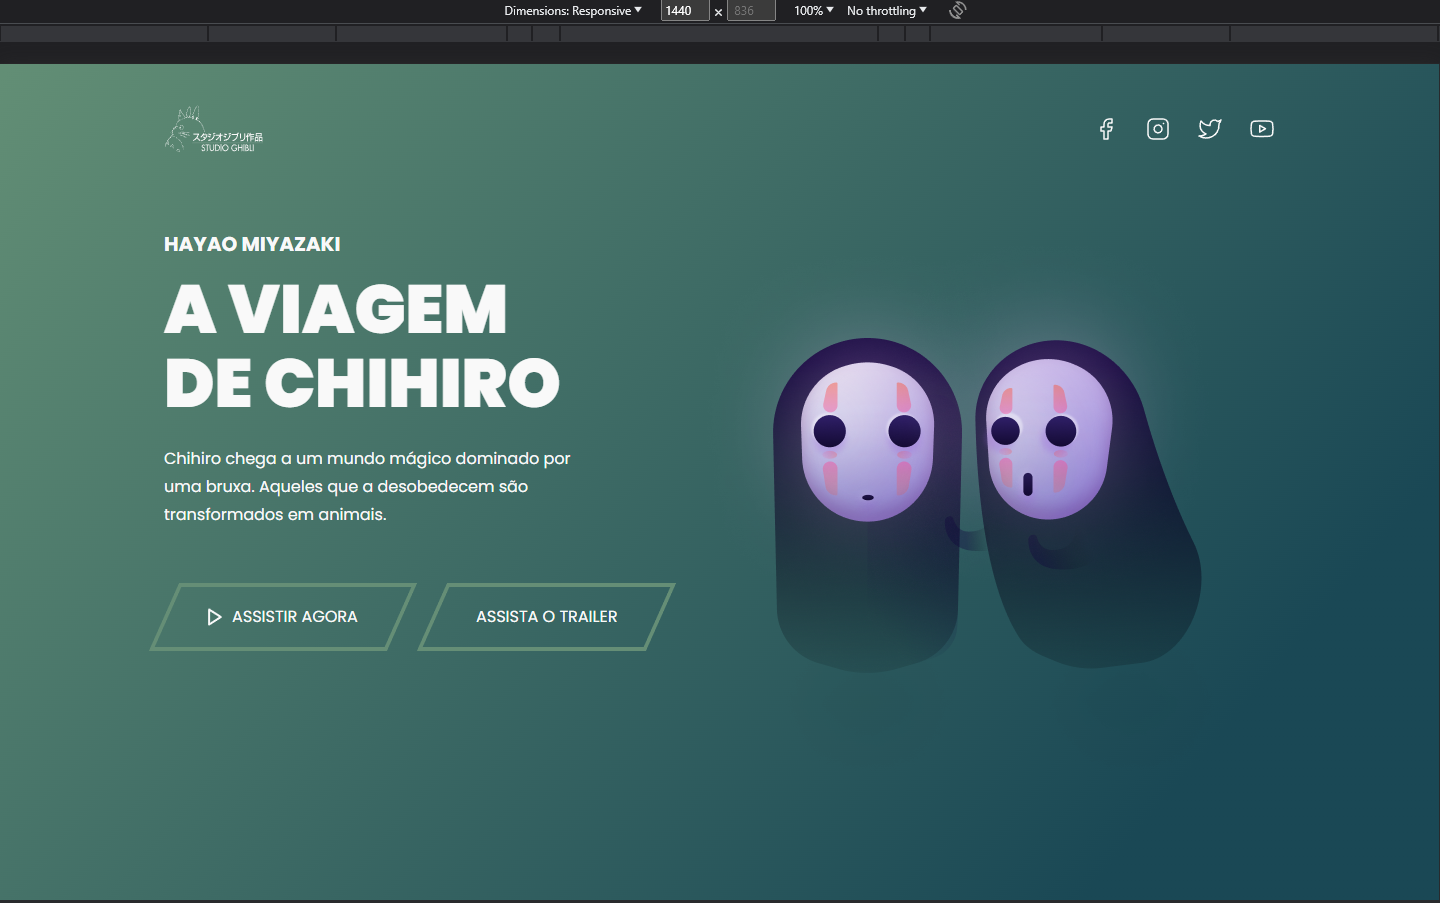 Dimensions: Responsive 1440 × 836 100% No throttling
スタジオジブリ作品
STUDIO GHIBLI
HAYAO MIYAZAKI
A VIAGEM
DE CHIHIRO
Chihiro chega a um mundo mágico dominado por
uma bruxa. Aqueles que a desobedecem são
transformados em animais.
ASSISTIR AGORA
ASSISTA O TRAILER